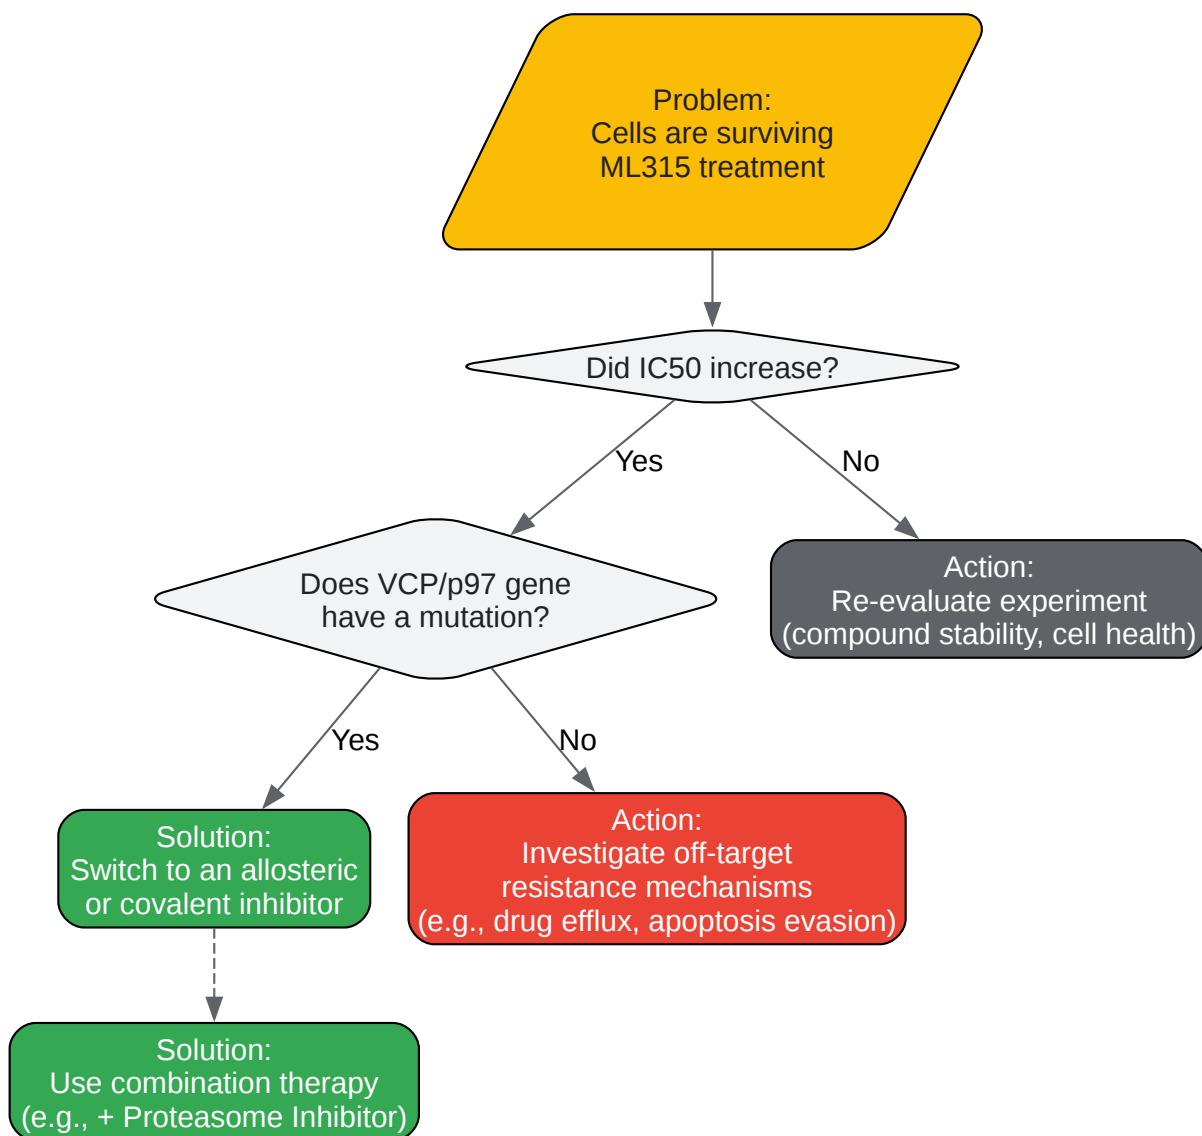 Problem:
Cells are surviving
ML315 treatment
Did IC50 increase?
Yes
No
Does VCP/p97 gene
have a mutation?
Action:
Re-evaluate experiment
(compound stability, cell health)
Yes
No
Solution:
Switch to an allosteric
or covalent inhibitor
Action:
Investigate off-target
resistance mechanisms
(e.g., drug efflux, apoptosis evasion)
Solution:
Use combination therapy
(e.g., + Proteasome Inhibitor)